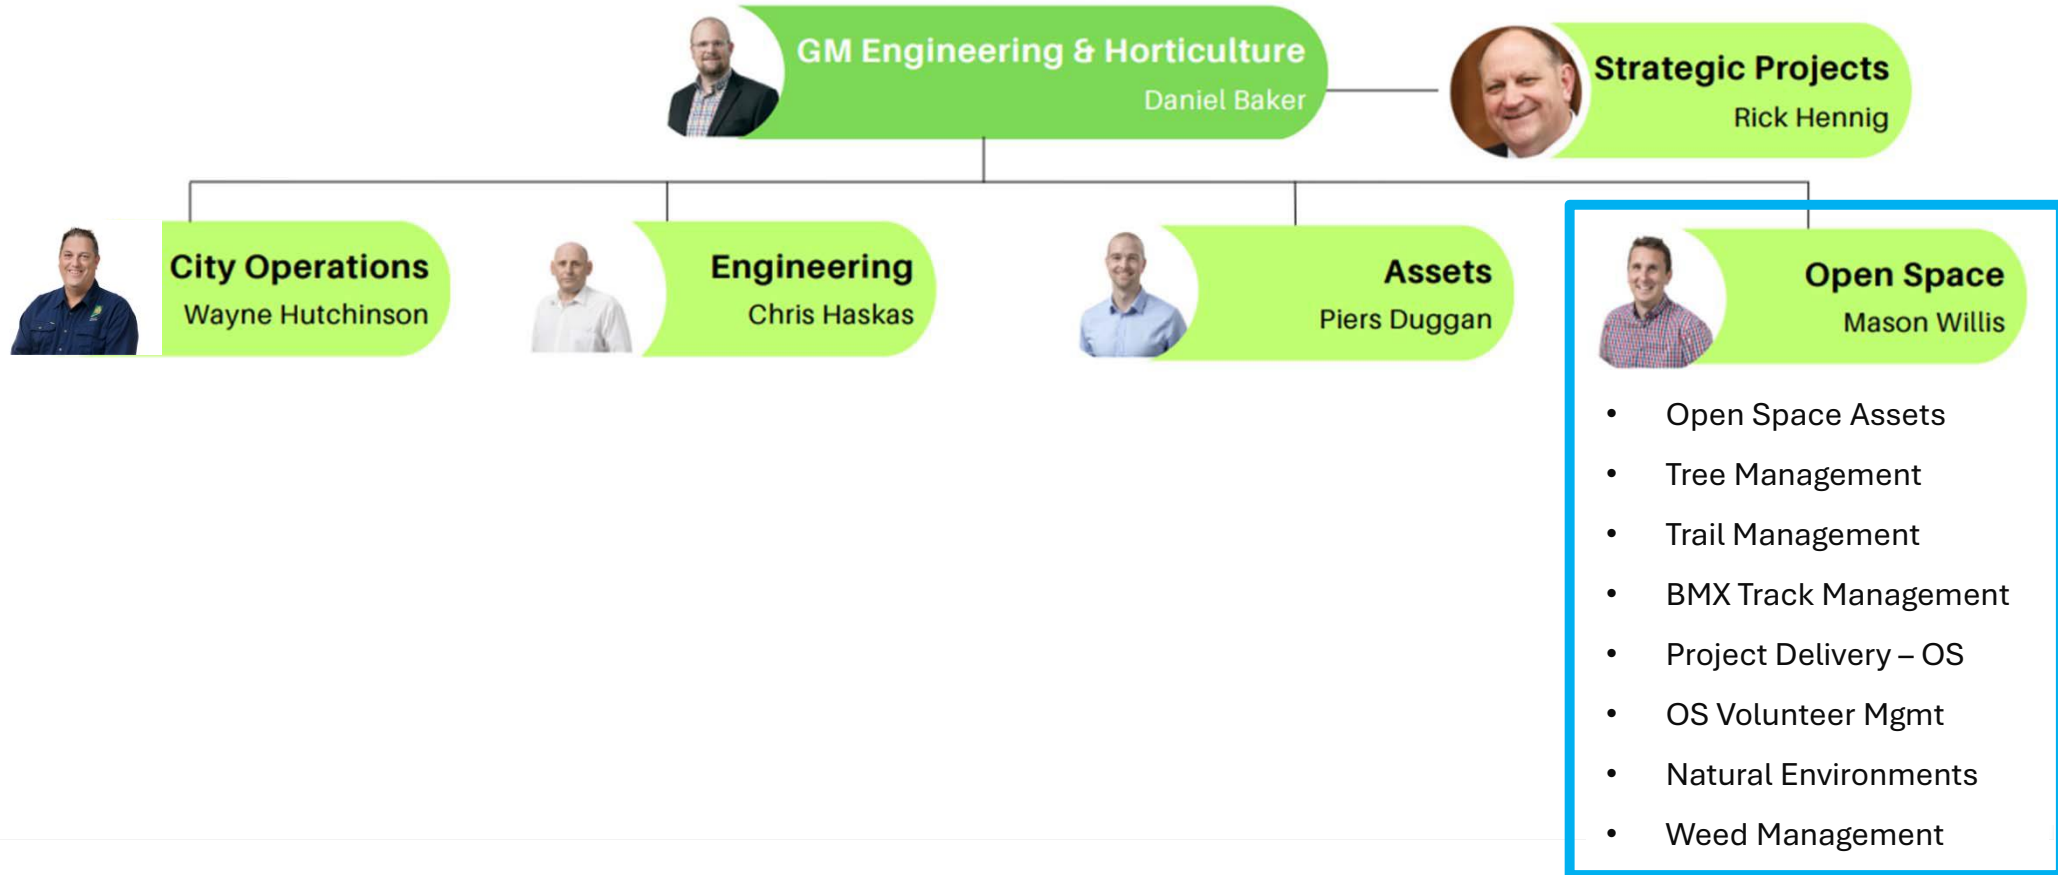 GM Engineering & Horticulture
Daniel Baker
Strategic Projects
Rick Hennig
City Operations
Wayne Hutchinson
Engineering
Chris Haskas
Assets
Piers Duggan
Open Space
Mason Willis
• Open Space Assets
• Tree Management
• Trail Management
• BMX Track Management
• Project Delivery – OS
• OS Volunteer Mgmt
• Natural Environments
• Weed Management